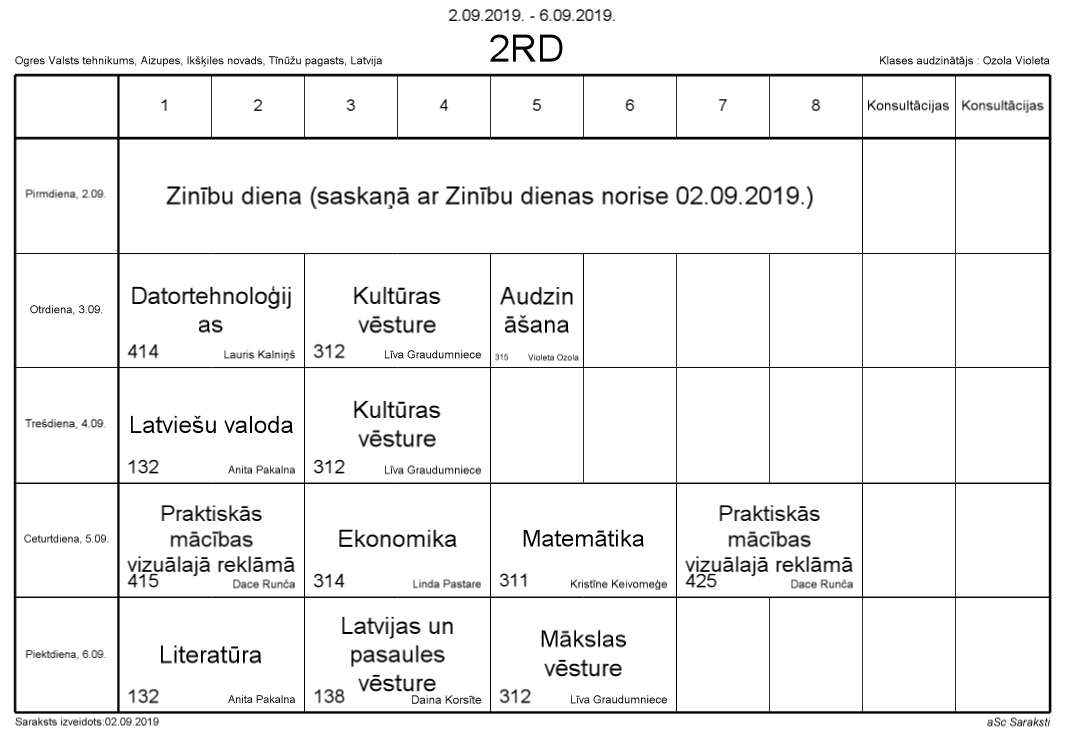 2.09.2019. - 6.09.2019.
2RD
Ogres Valsts tehnikums, Aizupes, Ikšķiles novads, Tīnūžu pagasts, Latvija
Klases audzinātājs : Ozola Violeta
1 2 3 4 5 6 7 8 Konsultācijas Konsultācijas
Pirmdiena, 2.09.
Zinību diena (saskaņā ar Zinību dienas norise 02.09.2019.)
Otrdiena, 3.09.
Datortehnoloģij
as
414 Lauris Kalniņš
Kultūras
vēsture
312 Līva Graudumniece
Audzin
āšana
315 Violeta Ozola
Trešdiena, 4.09.
Latviešu valoda
132 Anita Pakalna
Kultūras
vēsture
312 Līva Graudumniece
Ceturtdiena, 5.09.
Praktiskās
mācības
vizuālajā reklāmā
415 Dace Runča
Ekonomika
314 Linda Pastare
Matemātika
311 Kristīne Keivomeģe
Praktiskās
mācības
vizuālajā reklāmā
425 Dace Runča
Piektdiena, 6.09.
Literatūra
132 Anita Pakalna
Latvijas un
pasaules
vēsture
138 Daina Korsīte
Mākslas
vēsture
312 Līva Graudumniece
Saraksts izveidots:02.09.2019
aSc Saraksti